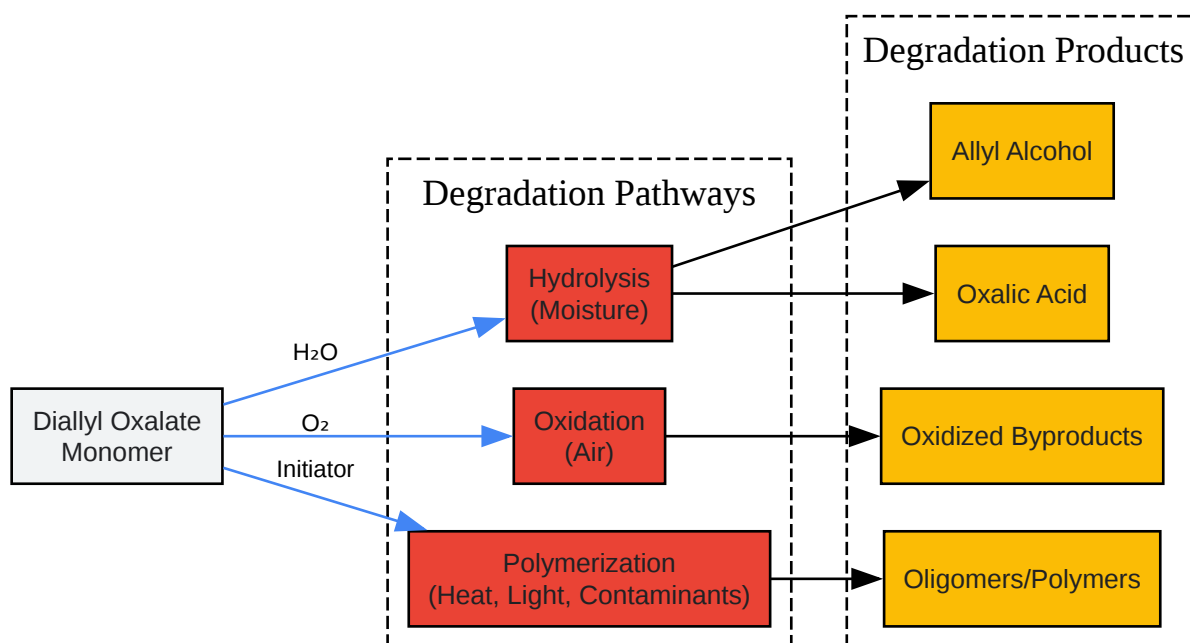 Degradation Products
Allyl Alcohol
Degradation Pathways
Hydrolysis
(Moisture)
Oxalic Acid
H₂O
Diallyl Oxalate
Monomer
O₂
Oxidation
(Air)
Oxidized Byproducts
Initiator
Polymerization
(Heat, Light, Contaminants)
Oligomers/Polymers